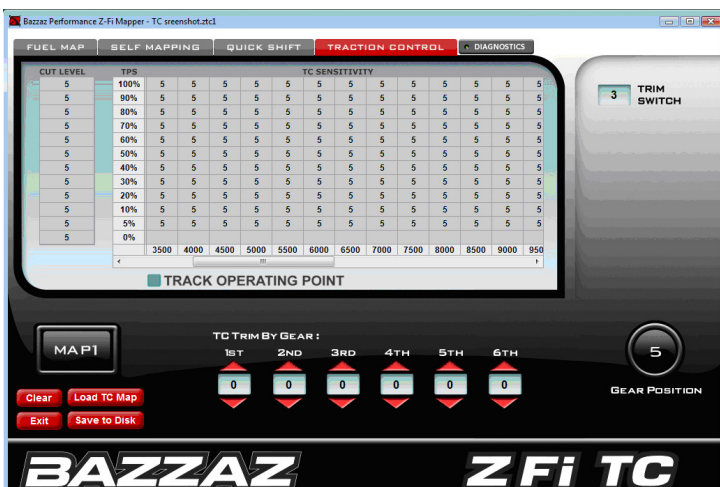 Bazzaz Performance Z-Fi Mapper - TC sreenshot.ztc1
FUEL MAP SELF MAPPING QUICK SHIFT TRACTION CONTROL DIAGNOSTICS
CUT LEVEL TPS TC SENSITIVITY
5 100% 5 5 5 5 5 5 5 5 5 5 5 5 5
5 90% 5 5 5 5 5 5 5 5 5 5 5 5 5
5 80% 5 5 5 5 5 5 5 5 5 5 5 5 5
5 70% 5 5 5 5 5 5 5 5 5 5 5 5 5
5 60% 5 5 5 5 5 5 5 5 5 5 5 5 5
5 50% 5 5 5 5 5 5 5 5 5 5 5 5 5
5 40% 5 5 5 5 5 5 5 5 5 5 5 5 5
5 30% 5 5 5 5 5 5 5 5 5 5 5 5 5
5 20% 5 5 5 5 5 5 5 5 5 5 5 5 5
5 10% 5 5 5 5 5 5 5 5 5 5 5 5 5
5 5% 5 5 5 5 5 5 5 5 5 5 5 5 5
5 0%
3500 4000 4500 5000 5500 6000 6500 7000 7500 8000 8500 9000 950
TRACK OPERATING POINT
3 TRIM
SWITCH
MAP1
TC TRIM BY GEAR :
1ST 2ND 3RD 4TH 5TH 6TH
0 0 0 0 0 0
5
GEAR POSITION
Clear Load TC Map
Exit Save to Disk
BAZZAZ Z Fi TC